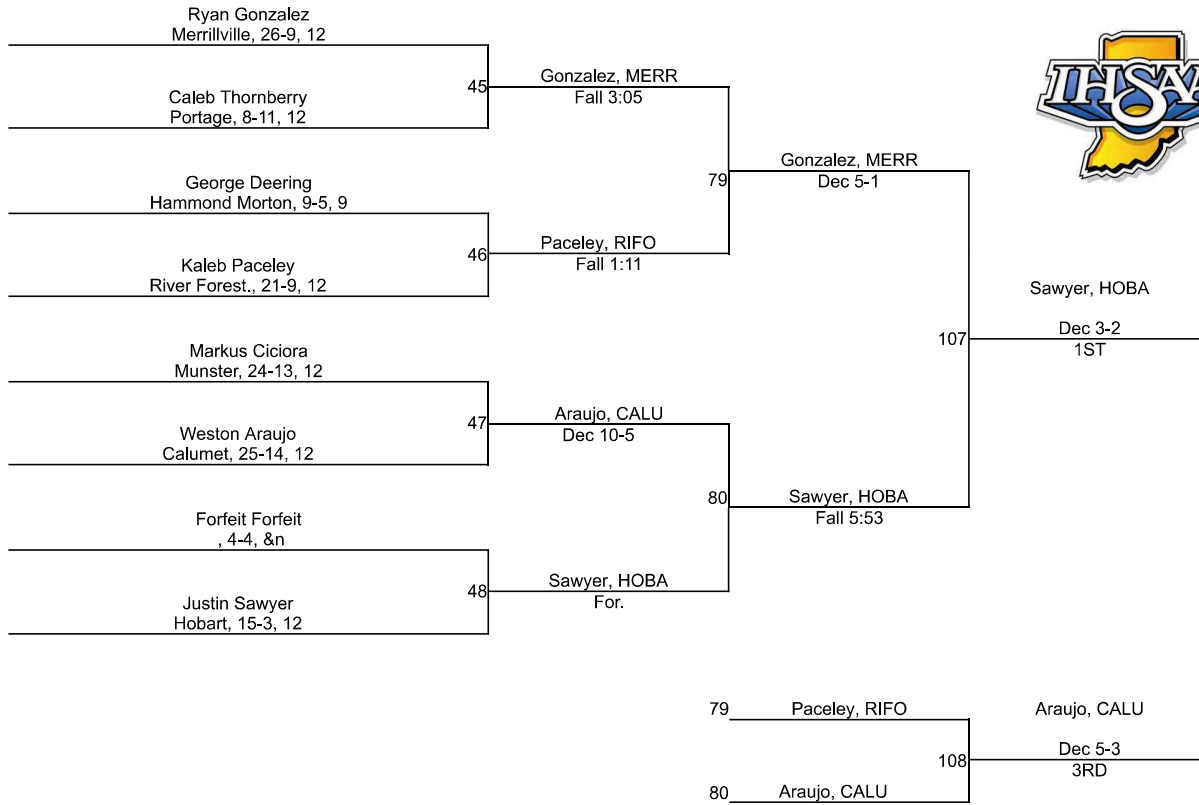 Ryan Gonzalez
Merrillville, 26-9, 12
Caleb Thornberry
Portage, 8-11, 12
George Deering
Hammond Morton, 9-5, 9
Kaleb Paceley
River Forest., 21-9, 12
Markus Ciciora
Munster, 24-13, 12
Weston Araujo
Calumet, 25-14, 12
Forfeit Forfeit
, 4-4, &n
Justin Sawyer
Hobart, 15-3, 12
45
Gonzalez, MERR
Fall 3:05
46
Paceley, RIFO
Fall 1:11
47
Araujo, CALU
Dec 10-5
48
Sawyer, HOBA
For.
79
Gonzalez, MERR
Dec 5-1
80
Sawyer, HOBA
Fall 5:53
107
Sawyer, HOBA
Dec 3-2
1ST
IHSAA
79
Paceley, RIFO
80
Araujo, CALU
108
Araujo, CALU
Dec 5-3
3RD